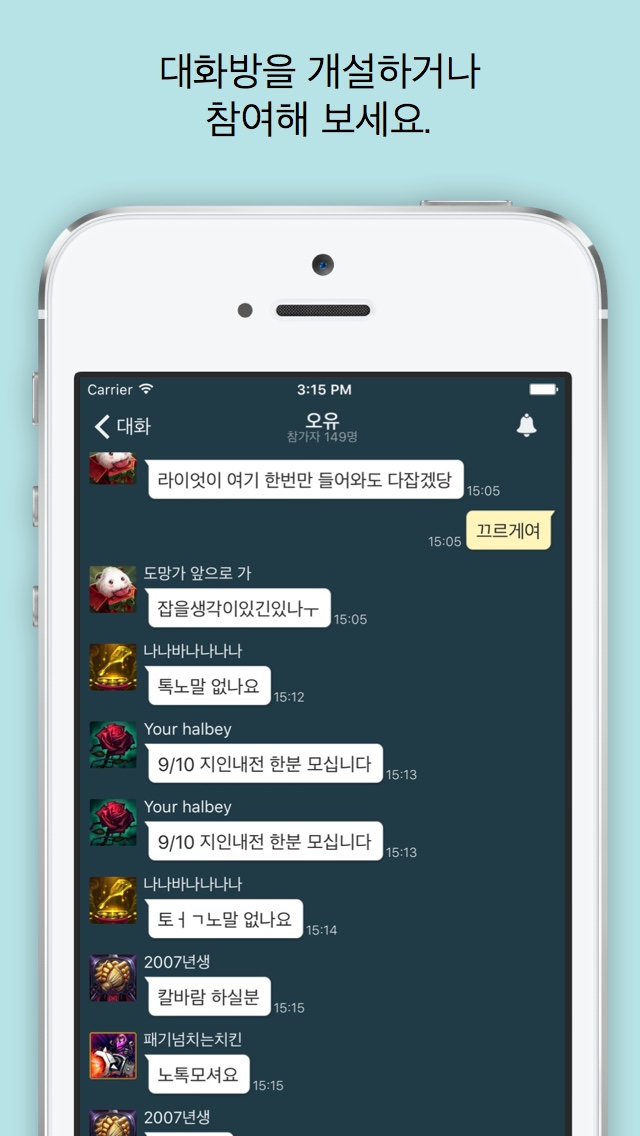 대화방을 개설하거나
참여해 보세요.
Carrier 3:15 PM
대화 오유
참가자 149명
라이엇이 여기 한번만 들어와도 다잡겠당 15:05
15:05 끄르게여
도망가 앞으로 가
잡을생각이있긴있나ㅜ 15:05
나나바나나나나
톡노말 없나요 15:12
Your halbey
9/10 지인내전 한분 모십니다 15:13
Your halbey
9/10 지인내전 한분 모십니다 15:13
나나바나나나나
토ㅓㄱ노말 없나요 15:14
2007년생
칼바람 하실분 15:15
패기넘치는치킨
노톡모셔요 15:15
2007년생